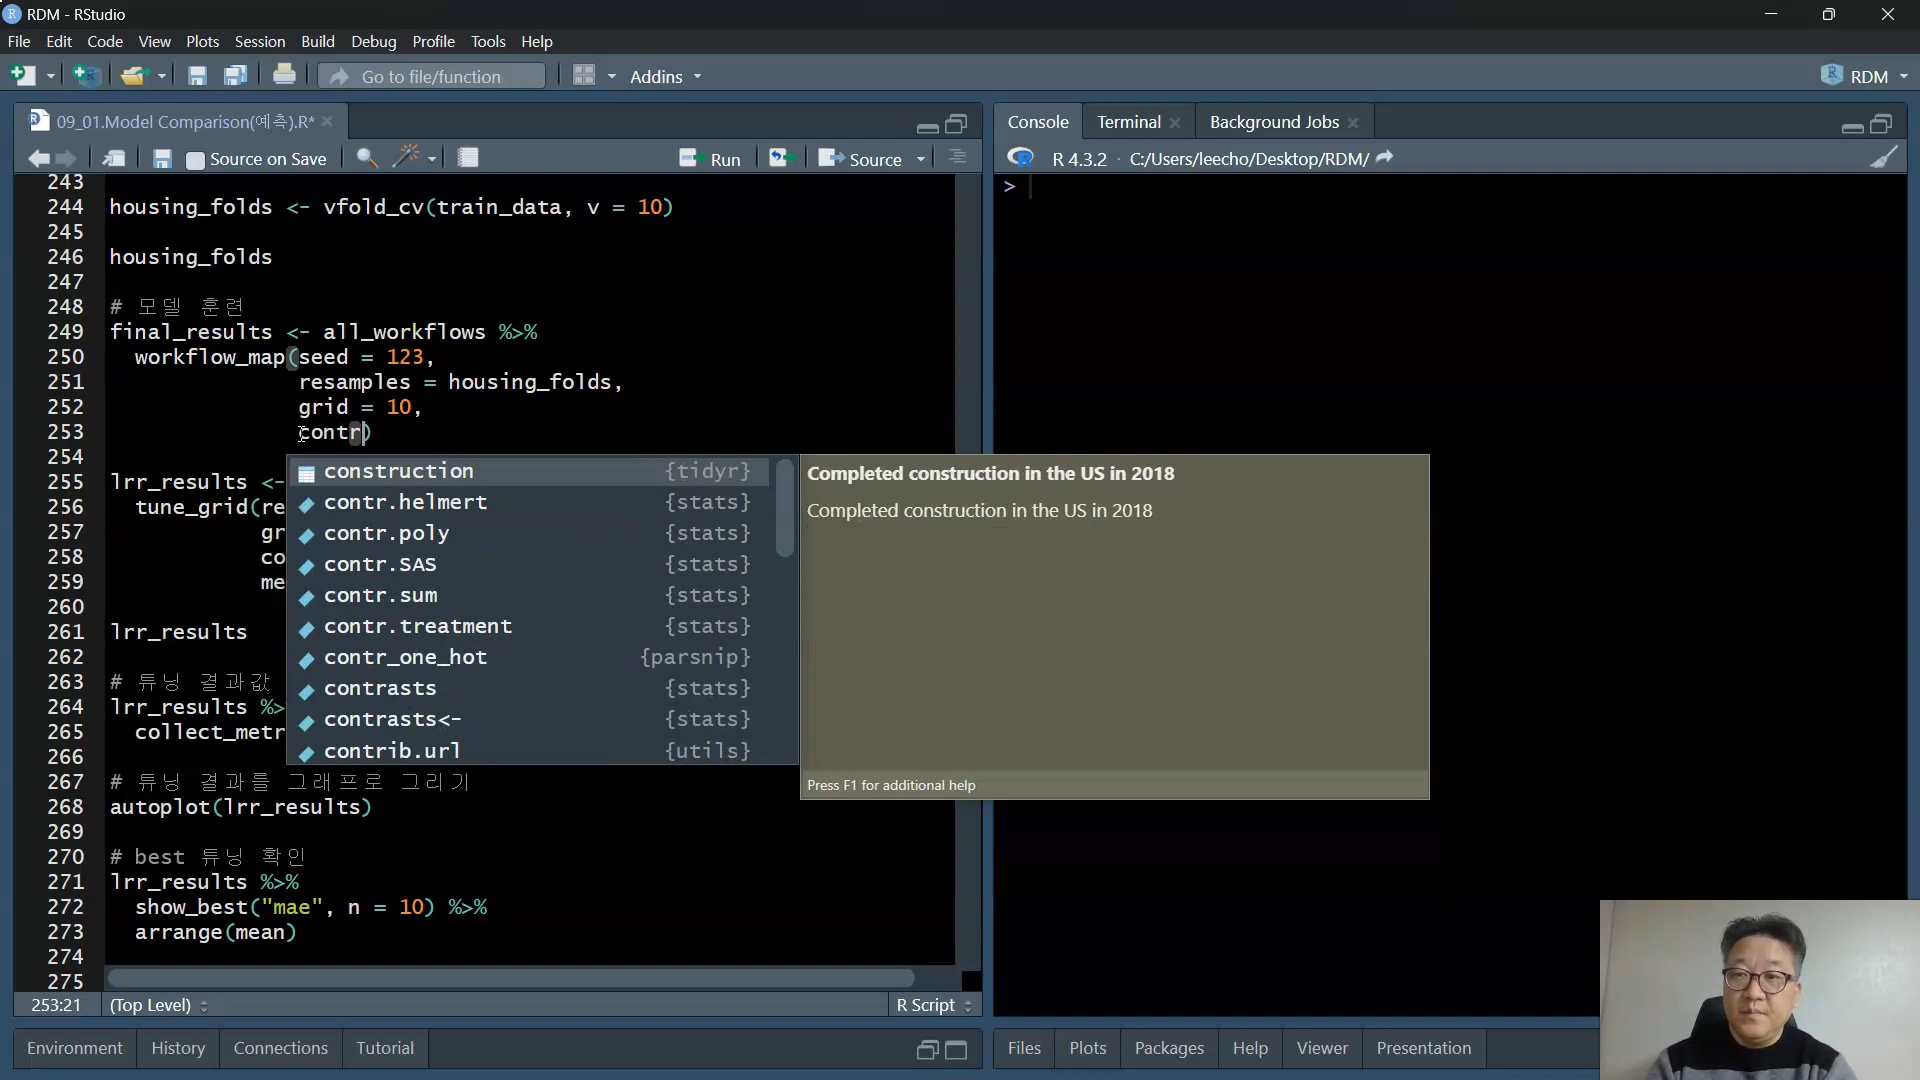 RDM - RStudio
File Edit Code View Plots Session Build Debug Profile Tools Help
Go to file/function Addins RDM
09_01.Model Comparison(예측).R*
Source on Save Run Source
243
244 housing_folds <- vfold_cv(train_data, v = 10)
245
246 housing_folds
247
248 # 모델 훈련
249 final_results <- all_workflows %>%
250 workflow_map(seed = 123,
251 resamples = housing_folds,
252 grid = 10,
253 contr)
254
255 lrr_results <-
256 tune_grid(re
257 gr
258 co
259 me
260
261 lrr_results
262
263 # 튜닝 결과값
264 lrr_results %>
265 collect_metr
266
267 # 튜닝 결과를 그래프로 그리기
268 autoplot(lrr_results)
269
270 # best 튜닝 확인
271 lrr_results %>%
272 show_best("mae", n = 10) %>%
273 arrange(mean)
274
275
construction {tidyr}
contr.helmert {stats}
contr.poly {stats}
contr.SAS {stats}
contr.sum {stats}
contr.treatment {stats}
contr_one_hot {parsnip}
contrasts {stats}
contrasts<- {stats}
contrib.url {utils}
Completed construction in the US in 2018
Completed construction in the US in 2018
Press F1 for additional help
253:21 (Top Level) R Script
Environment History Connections Tutorial
Console Terminal Background Jobs
R 4.3.2 · C:/Users/leecho/Desktop/RDM/
>
Files Plots Packages Help Viewer Presentation